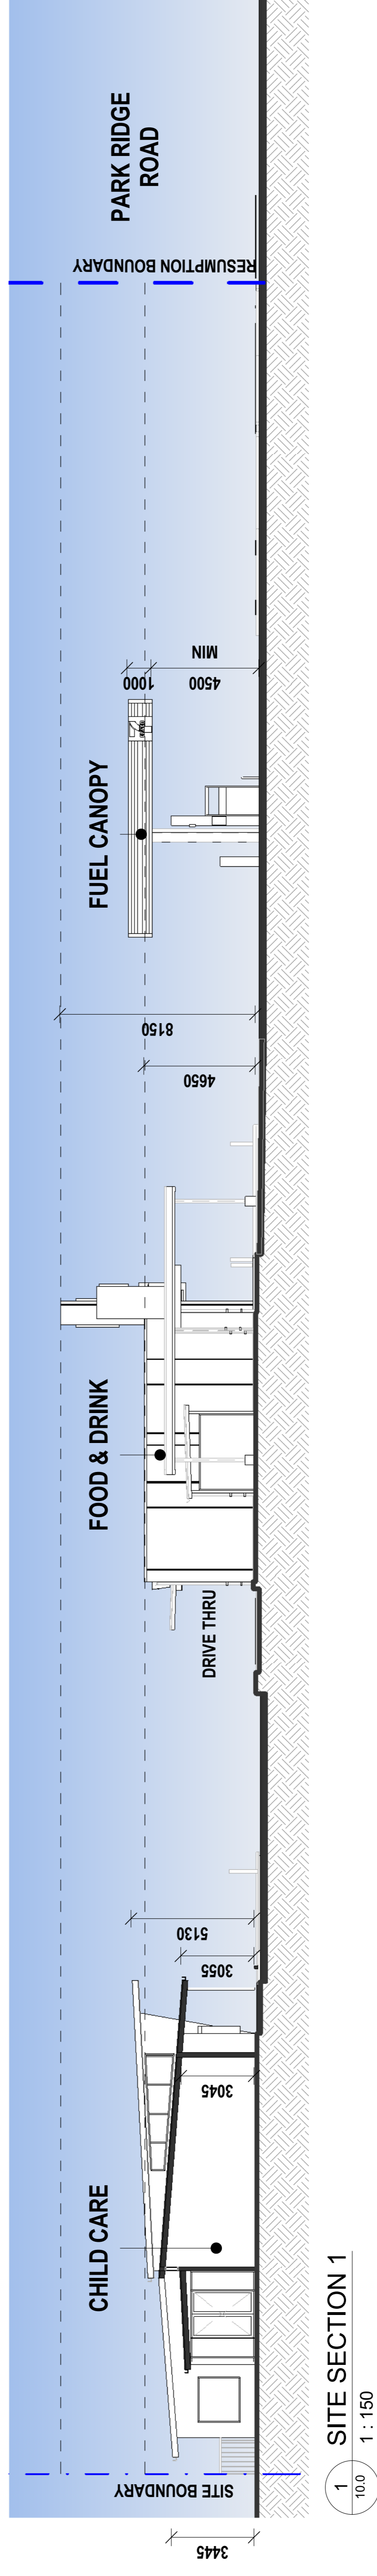 3445
SITE BOUNDARY
CHILD CARE
3045
3055
5130
DRIVE THRU
FOOD & DRINK
4650
8150
FUEL CANOPY
1000
4500
MIN
RESUMPTION BOUNDARY
PARK RIDGE
ROAD
1
10.0
SITE SECTION 1
1 : 150